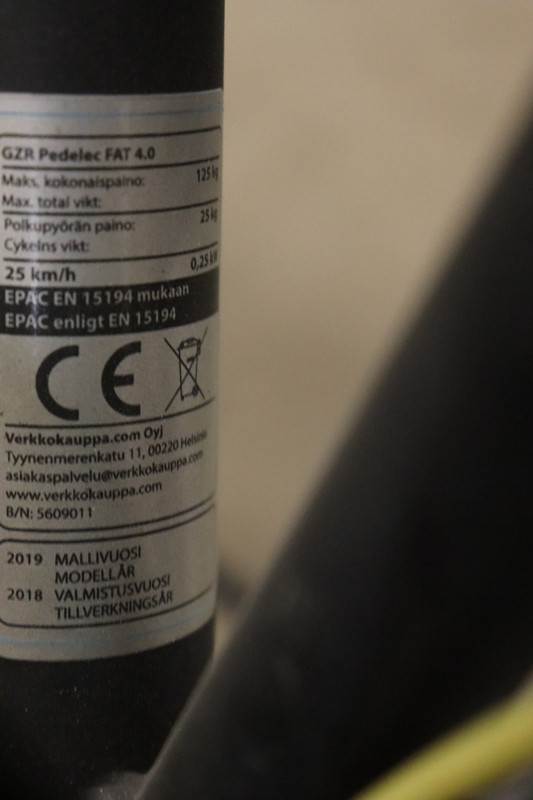 GZR Pedelec FAT 4.0
Maks. kokonaispaino: 125 kg
Max. total vikt:
Polkupyörän paino: 25 kg
Cykelns vikt:
25 km/h 0,25 kW
EPAC EN 15194 mukaan
EPAC enligt EN 15194
CE
Verkkokauppa.com Oyj
Tyynenmerenkatu 11, 00220 Helsinki
asiakaspalvelu@verkkokauppa.com
www.verkkokauppa.com
B/N: 5609011
2019 MALLIVUOSI
MODELLÅR
2018 VALMISTUSVUOSI
TILLVERKNINGSÅR